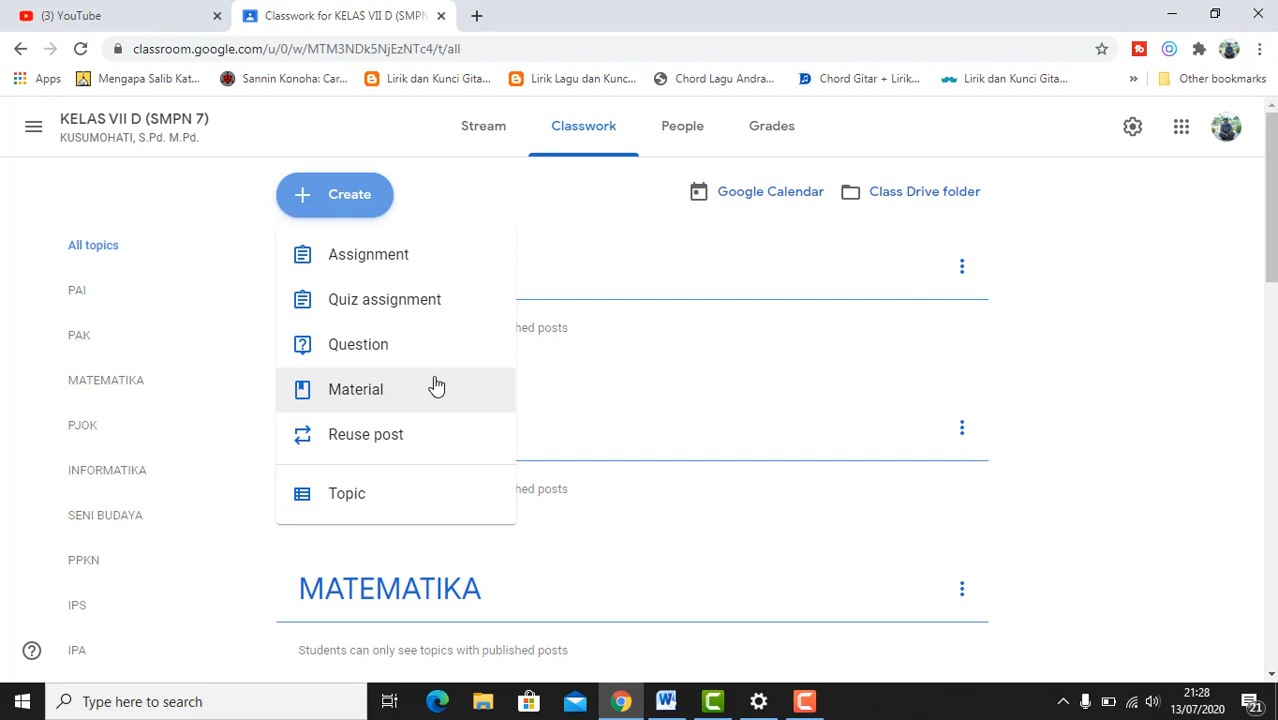 (3) YouTube
Classwork for KELAS VII D (SMPN
classroom.google.com/u/0/w/MTM3NDk5NjEzNTc4/t/all
Apps
Mengapa Salib Kat...
Sannin Konoha: Car...
Lirik dan Kunci Gita...
Lirik Lagu dan Kunc...
Chord Lagu Andra...
Chord Gitar + Lirik...
Lirik dan Kunci Gita...
Other bookmarks
KELAS VII D (SMPN 7)
KUSUMOHATI, S.Pd. M.Pd.
Stream
Classwork
People
Grades
Create
Google Calendar
Class Drive folder
All topics
PAI
PAK
MATEMATIKA
PJOK
INFORMATIKA
SENI BUDAYA
PPKN
IPS
IPA
Assignment
Quiz assignment
Question
Material
Reuse post
Topic
hed posts
hed posts
MATEMATIKA
Students can only see topics with published posts
Type here to search
21:28
13/07/2020
21